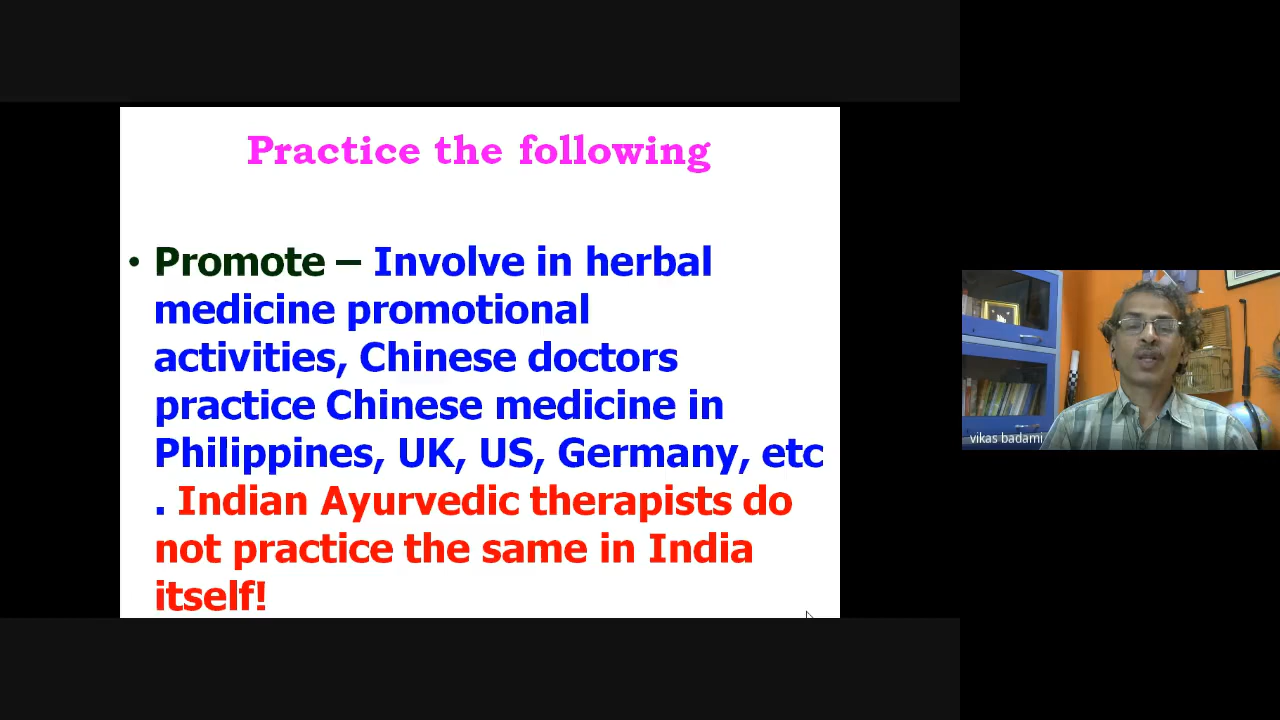 Practice the following
• Promote – Involve in herbal
medicine promotional
activities, Chinese doctors
practice Chinese medicine in
Philippines, UK, US, Germany, etc
. Indian Ayurvedic therapists do
not practice the same in India
itself!
vikas badami